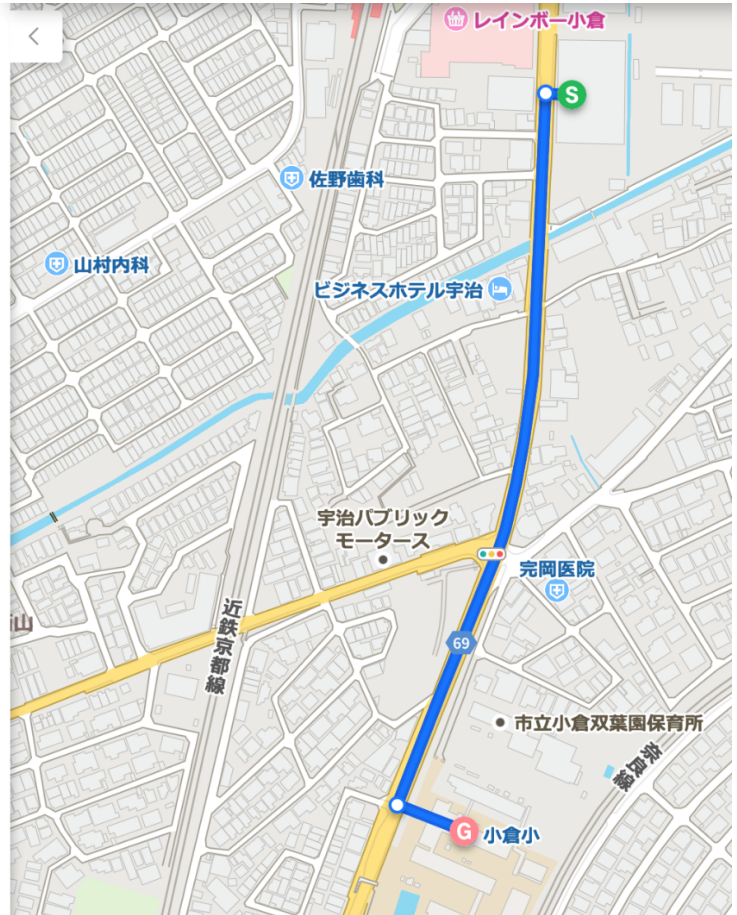 レインボー小倉
S
佐野歯科
山村内科
ビジネスホテル宇治
宇治パブリック
モータース
完岡医院
山
近鉄京都線
69
市立小倉双葉園保育所
奈良線
G
小倉小